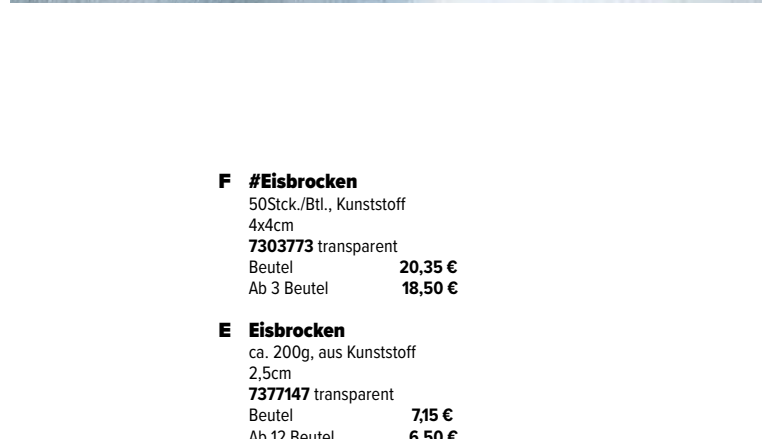 F #Eisbrocken
50Stck./Btl., Kunststoff
4x4cm
7303773 transparent
Beutel 20,35 €
Ab 3 Beutel 18,50 €
E Eisbrocken
ca. 200g, aus Kunststoff
2,5cm
7377147 transparent
Beutel 7,15 €
Ab 12 Beutel 6,50 €